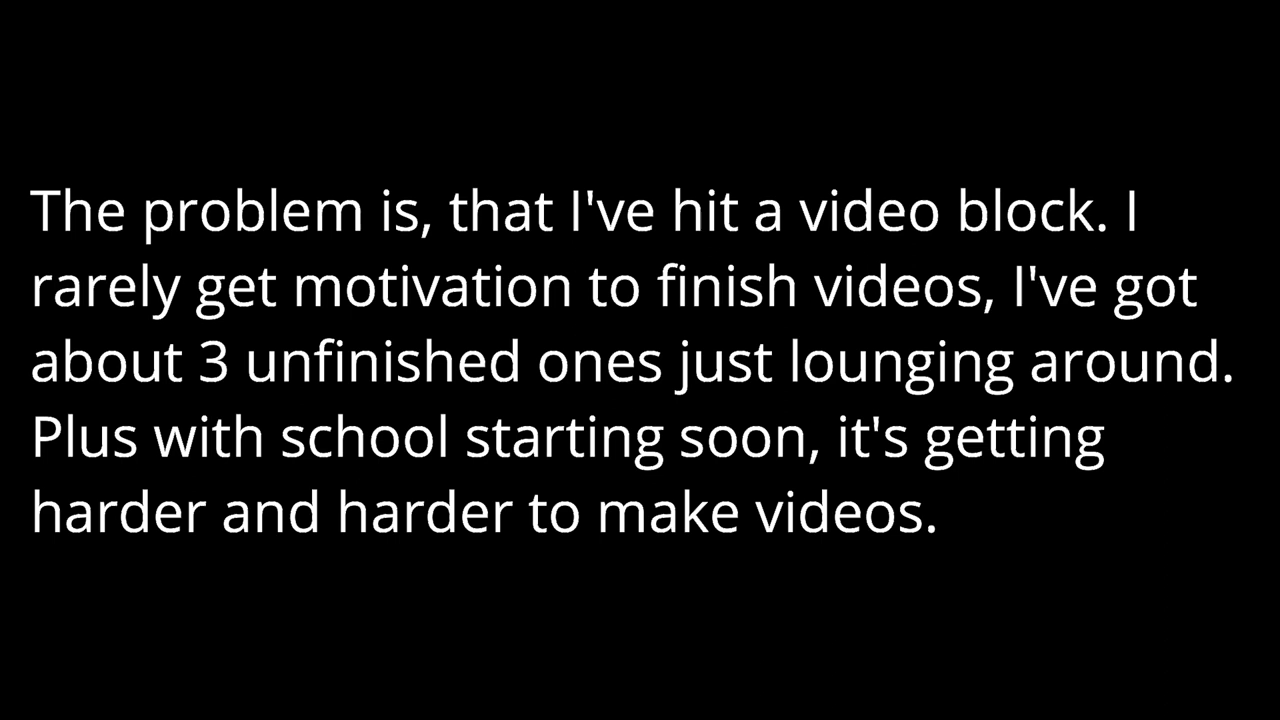 The problem is, that I've hit a video block. I
rarely get motivation to finish videos, I've got
about 3 unfinished ones just lounging around.
Plus with school starting soon, it's getting
harder and harder to make videos.